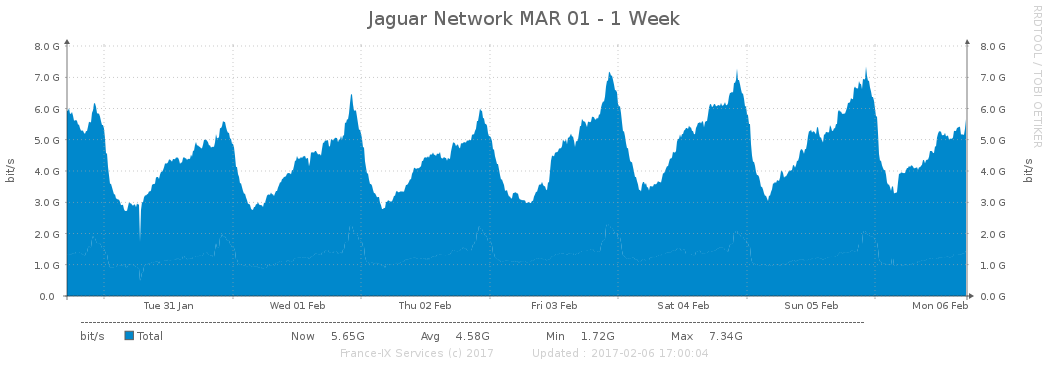 Jaguar Network MAR 01 - 1 Week
RRDTOOL / TOBI OETIKER
8.0 G 8.0 G
7.0 G 7.0 G
6.0 G 6.0 G
5.0 G 5.0 G
4.0 G 4.0 G
3.0 G 3.0 G
2.0 G 2.0 G
1.0 G 1.0 G
0.0 0.0 G
bit/s bit/s
Tue 31 Jan Wed 01 Feb Thu 02 Feb Fri 03 Feb Sat 04 Feb Sun 05 Feb Mon 06 Feb
bit/s Total Now 5.65G Avg 4.58G Min 1.72G Max 7.34G
France-IX Services (c) 2017 Updated : 2017-02-06 17:00:04